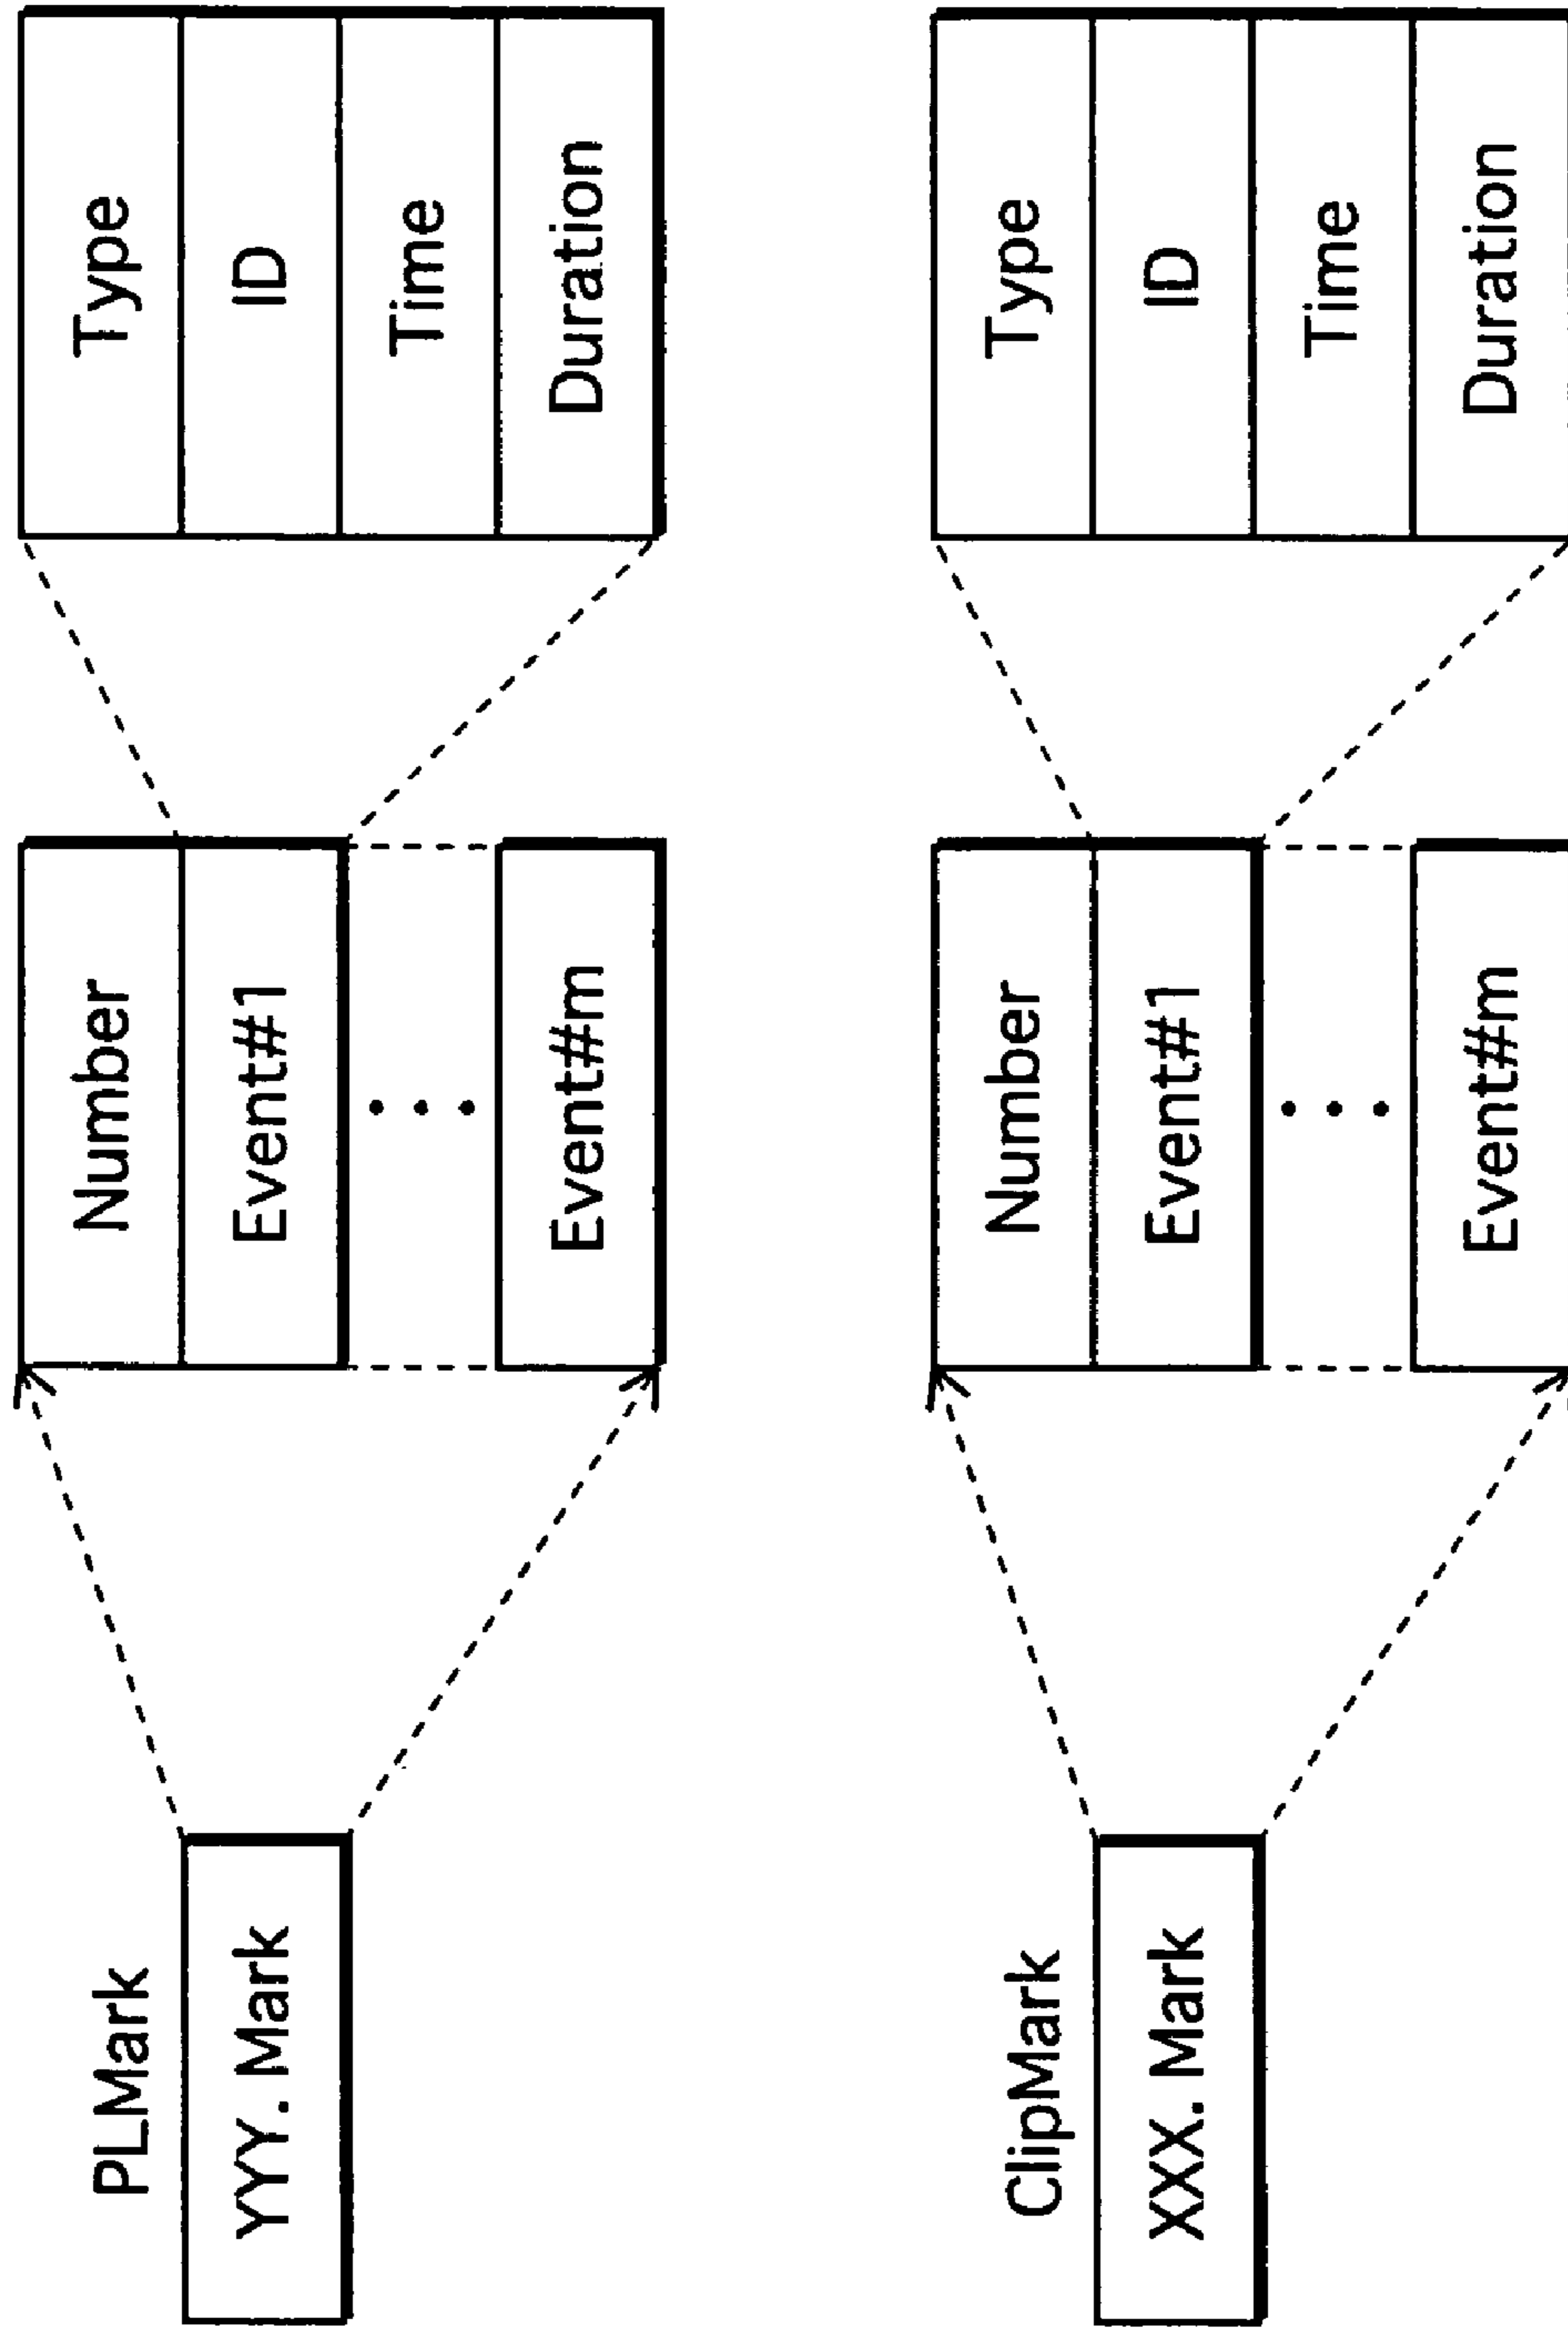 PLMark
YYY. Mark
Number
Event#1
Event#m
Type
ID
Time
Duration
ClipMark
XXX. Mark
Number
Event#1
Event#m
Type
ID
Time
Duration